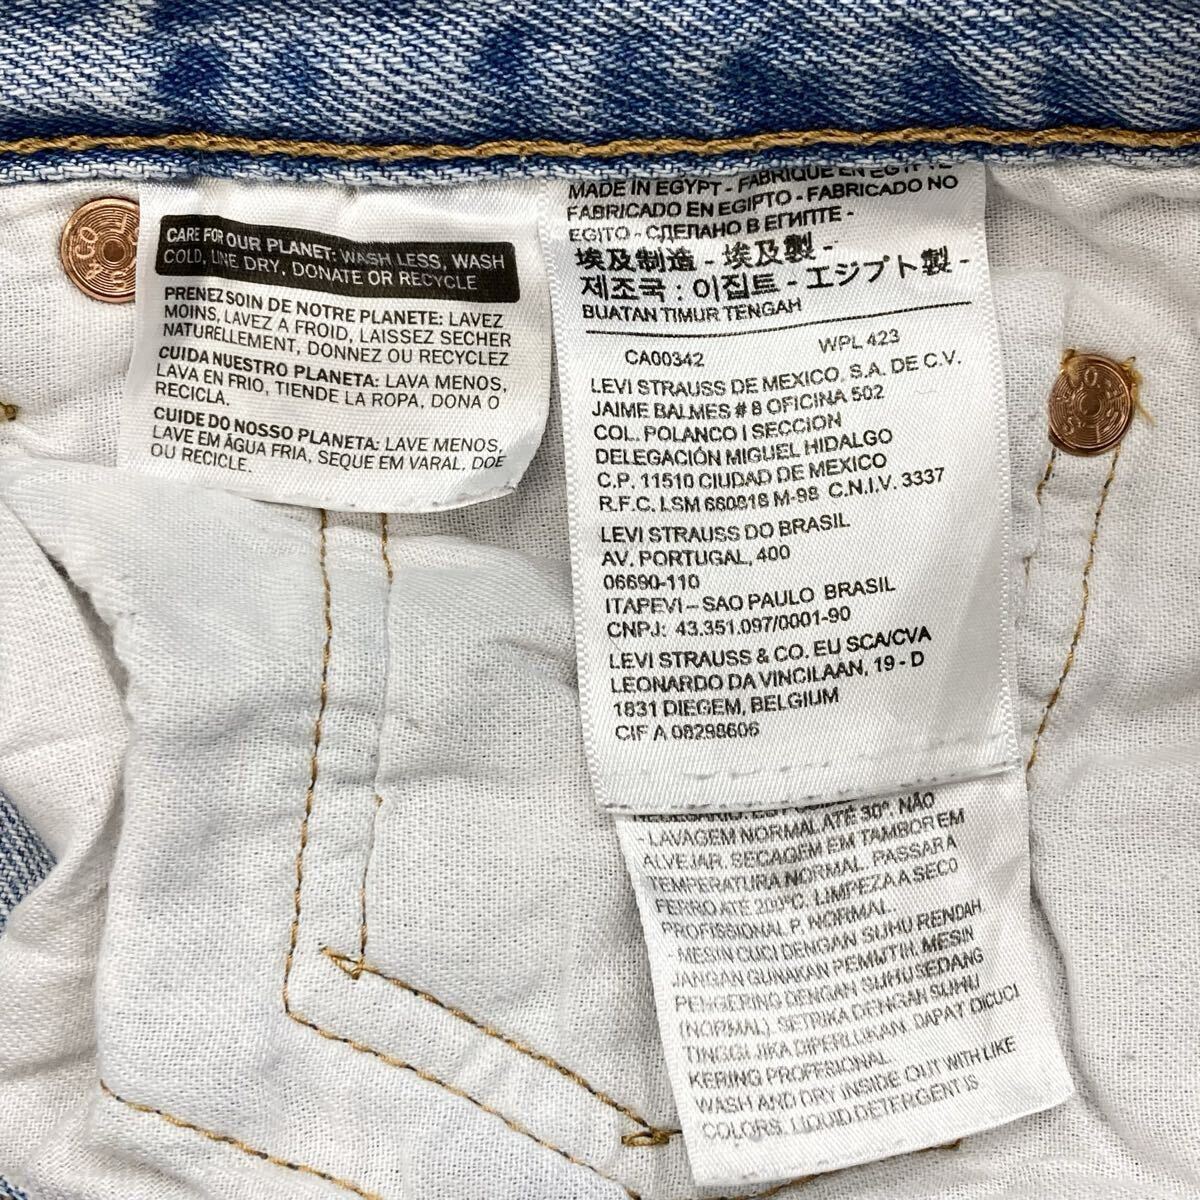 CARE FOR OUR PLANET: WASH LESS, WASH
COLD, LINE DRY, DONATE OR RECYCLE
PRENEZ SOIN DE NOTRE PLANETE: LAVEZ
MOINS, LAVEZ A FROID, LAISSEZ SECHER
NATURELLEMENT, DONNEZ OU RECYCLEZ
CUIDA NUESTRO PLANETA: LAVA MENOS,
LAVA EN FRIO, TIENDE LA ROPA, DONA O
RECICLA.
CUIDE DO NOSSO PLANETA: LAVE MENOS,
LAVE EM ÁGUA FRIA, SEQUE EM VARAL, DOE
OU RECICLE.
MADE IN EGYPT - FABRIQUE EN EGYPTE
FABRICADO EN EGIPTO - FABRICADO NO
EGITO - СДЕЛАНО В ЕГИПТЕ -
埃及制造 - 埃及製 -
제조국 : 이집트 - エジプト製 -
BUATAN TIMUR TENGAH
CA00342 WPL 423
LEVI STRAUSS DE MEXICO, S.A. DE C.V.
JAIME BALMES # 8 OFICINA 502
COL. POLANCO I SECCION
DELEGACIÓN MIGUEL HIDALGO
C.P. 11510 CIUDAD DE MEXICO
R.F.C. LSM 660818 M-98 C.N.I.V. 3337
LEVI STRAUSS DO BRASIL
AV. PORTUGAL, 400
06690-110
ITAPEVI – SAO PAULO BRASIL
CNPJ: 43.351.097/0001-90
LEVI STRAUSS & CO. EU SCA/CVA
LEONARDO DA VINCILAAN, 19 - D
1831 DIEGEM, BELGIUM
CIF A 08298606
- LAVAGEM NORMAL ATÉ 30º. NÃO
ALVEJAR. SECAGEM EM TAMBOR EM
TEMPERATURA NORMAL. PASSAR A
FERRO ATE 200ºC. LIMPEZA A SECO
PROFISSIONAL P. NORMAL.
- MESIN CUCI DENGAN SUHU RENDAH.
JANGAN GUNAKAN PEMUTIH. MESIN
PENGERING DENGAN SUHU SEDANG
(NORMAL). SETRIKA DENGAN SUHU
TINGGI JIKA DIPERLUKAN. DAPAT DICUCI
KERING PROFESIONAL.
WASH AND DRY INSIDE OUT WITH LIKE
COLORS. LIQUID DETERGENT IS